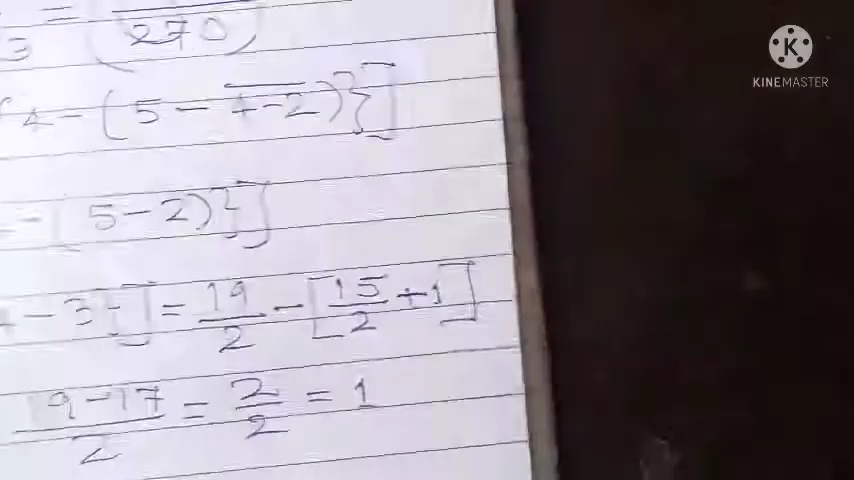 3 = (270)
4 - (5 - 4-2)}]
- (5-2)}]
- 3}] = 19/2 - [15/2 + 1]
19-17/2 = 2/2 = 1
K
KINEMASTER